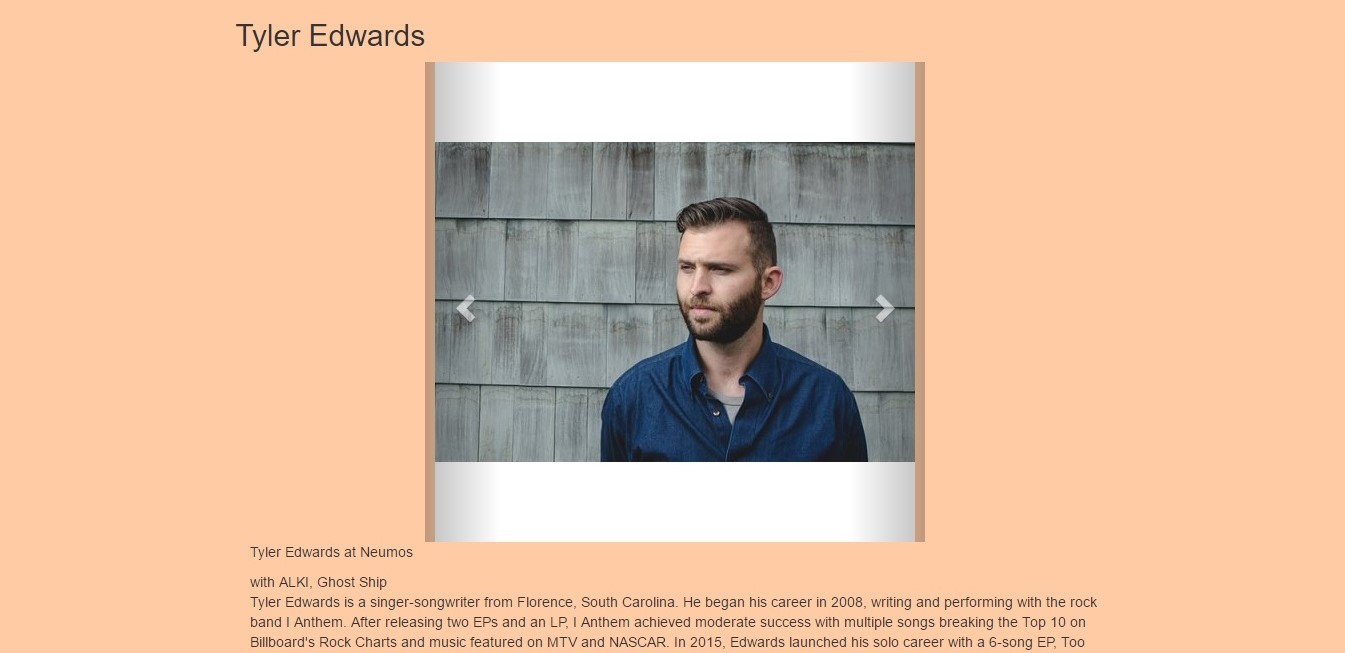 Tyler Edwards
Tyler Edwards at Neumos
with ALKI, Ghost Ship
Tyler Edwards is a singer-songwriter from Florence, South Carolina. He began his career in 2008, writing and performing with the rock
band I Anthem. After releasing two EPs and an LP, I Anthem achieved moderate success with multiple songs breaking the Top 10 on
Billboard's Rock Charts and music featured on MTV and NASCAR. In 2015, Edwards launched his solo career with a 6-song EP, Too